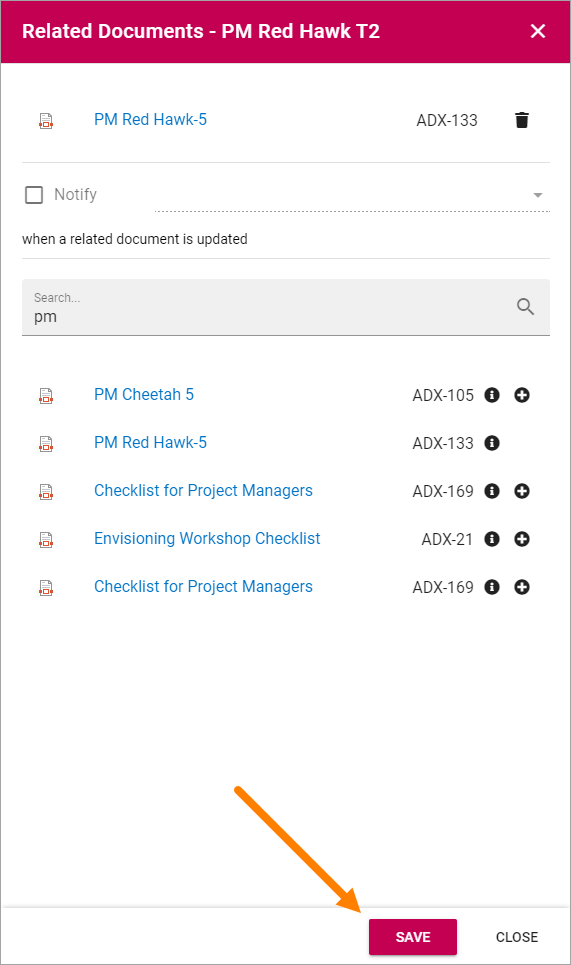 Related Documents - PM Red Hawk T2
PM Red Hawk-5 ADX-133
Notify
when a related document is updated
Search...
pm
PM Cheetah 5 ADX-105
PM Red Hawk-5 ADX-133
Checklist for Project Managers ADX-169
Envisioning Workshop Checklist ADX-21
Checklist for Project Managers ADX-169
SAVE CLOSE